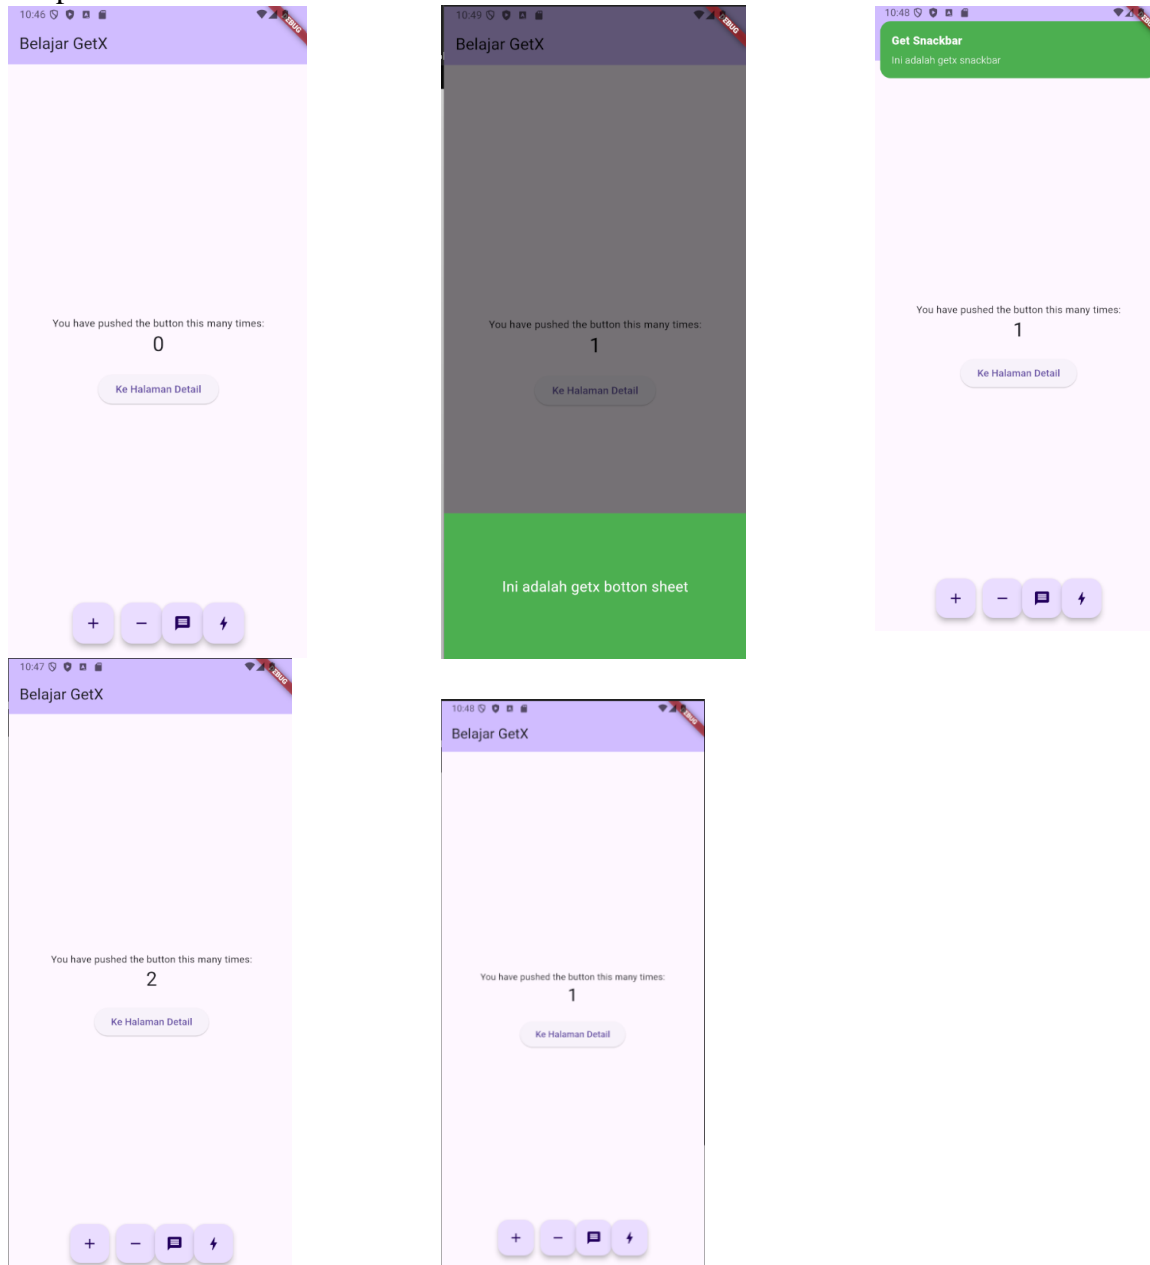 10:46
Belajar GetX
You have pushed the button this many times:
0
Ke Halaman Detail
10:49
Belajar GetX
You have pushed the button this many times:
1
Ke Halaman Detail
Ini adalah getx botton sheet
10:48
Get Snackbar
Ini adalah getx snackbar
You have pushed the button this many times:
1
Ke Halaman Detail
10:47
Belajar GetX
You have pushed the button this many times:
2
Ke Halaman Detail
10:48
Belajar GetX
You have pushed the button this many times:
1
Ke Halaman Detail